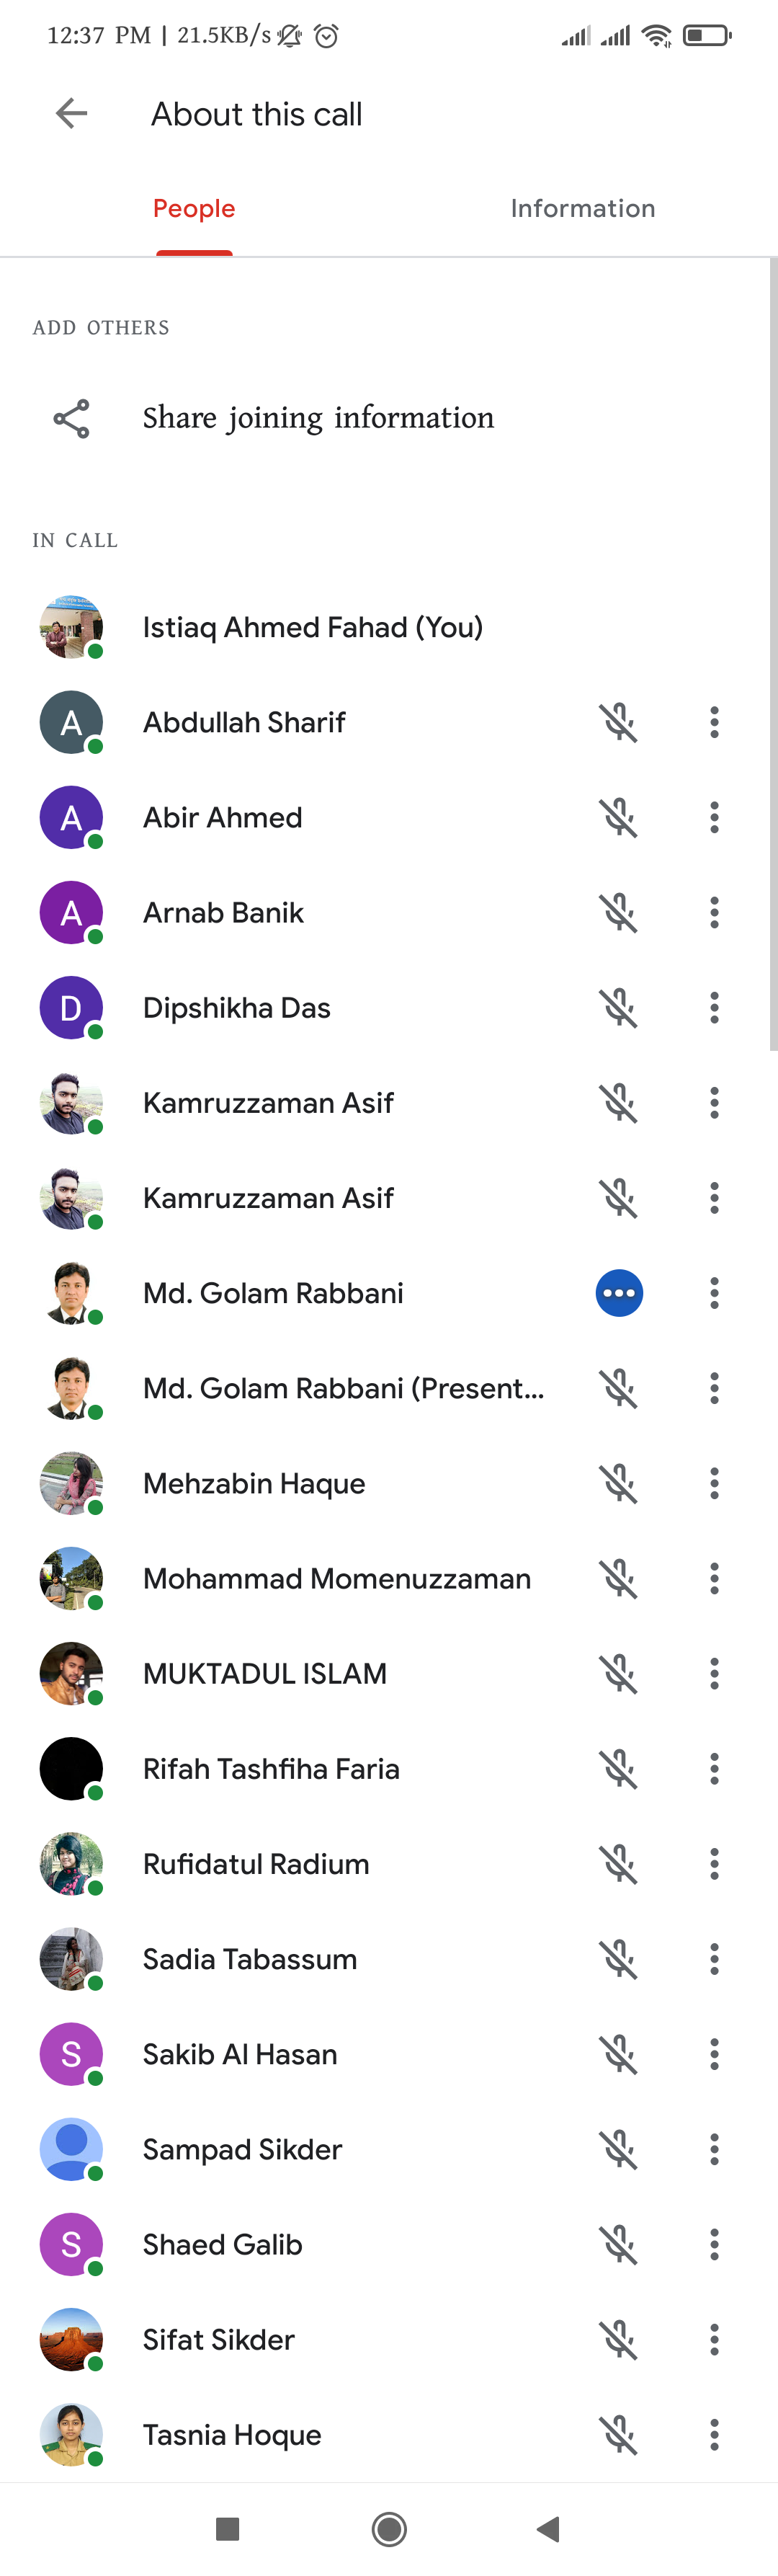 12:37 PM | 21.5KB/s
About this call
People
Information
ADD OTHERS
Share joining information
IN CALL
Istiaq Ahmed Fahad (You)
A
Abdullah Sharif
A
Abir Ahmed
A
Arnab Banik
D
Dipshikha Das
Kamruzzaman Asif
Kamruzzaman Asif
Md. Golam Rabbani
Md. Golam Rabbani (Present...
Mehzabin Haque
Mohammad Momenuzzaman
MUKTADUL ISLAM
Rifah Tashfiha Faria
Rufidatul Radium
Sadia Tabassum
S
Sakib Al Hasan
Sampad Sikder
S
Shaed Galib
Sifat Sikder
Tasnia Hoque